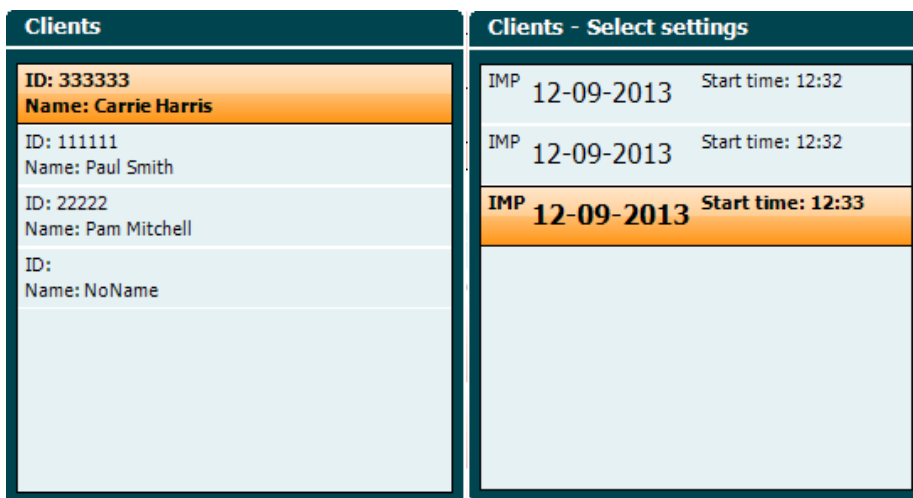 Clients
ID: 333333
Name: Carrie Harris
ID: 111111
Name: Paul Smith
ID: 22222
Name: Pam Mitchell
ID:
Name: NoName
Clients - Select settings
IMP 12-09-2013 Start time: 12:32
IMP 12-09-2013 Start time: 12:32
IMP 12-09-2013 Start time: 12:33